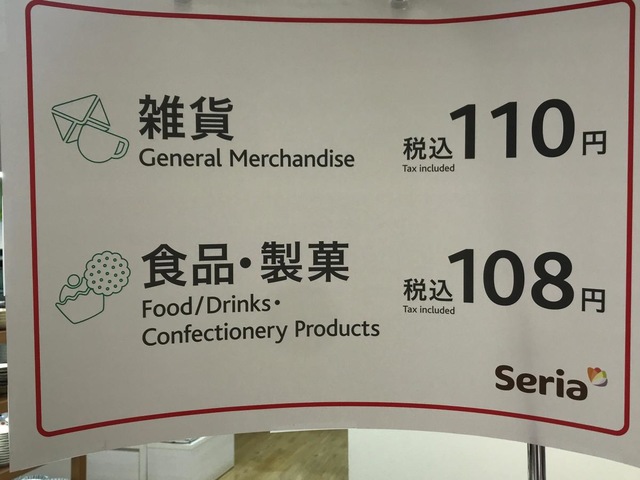 雑貨
General Merchandise
税込110円
Tax included
食品・製菓
Food/Drinks・
Confectionery Products
税込108円
Tax included
Seria